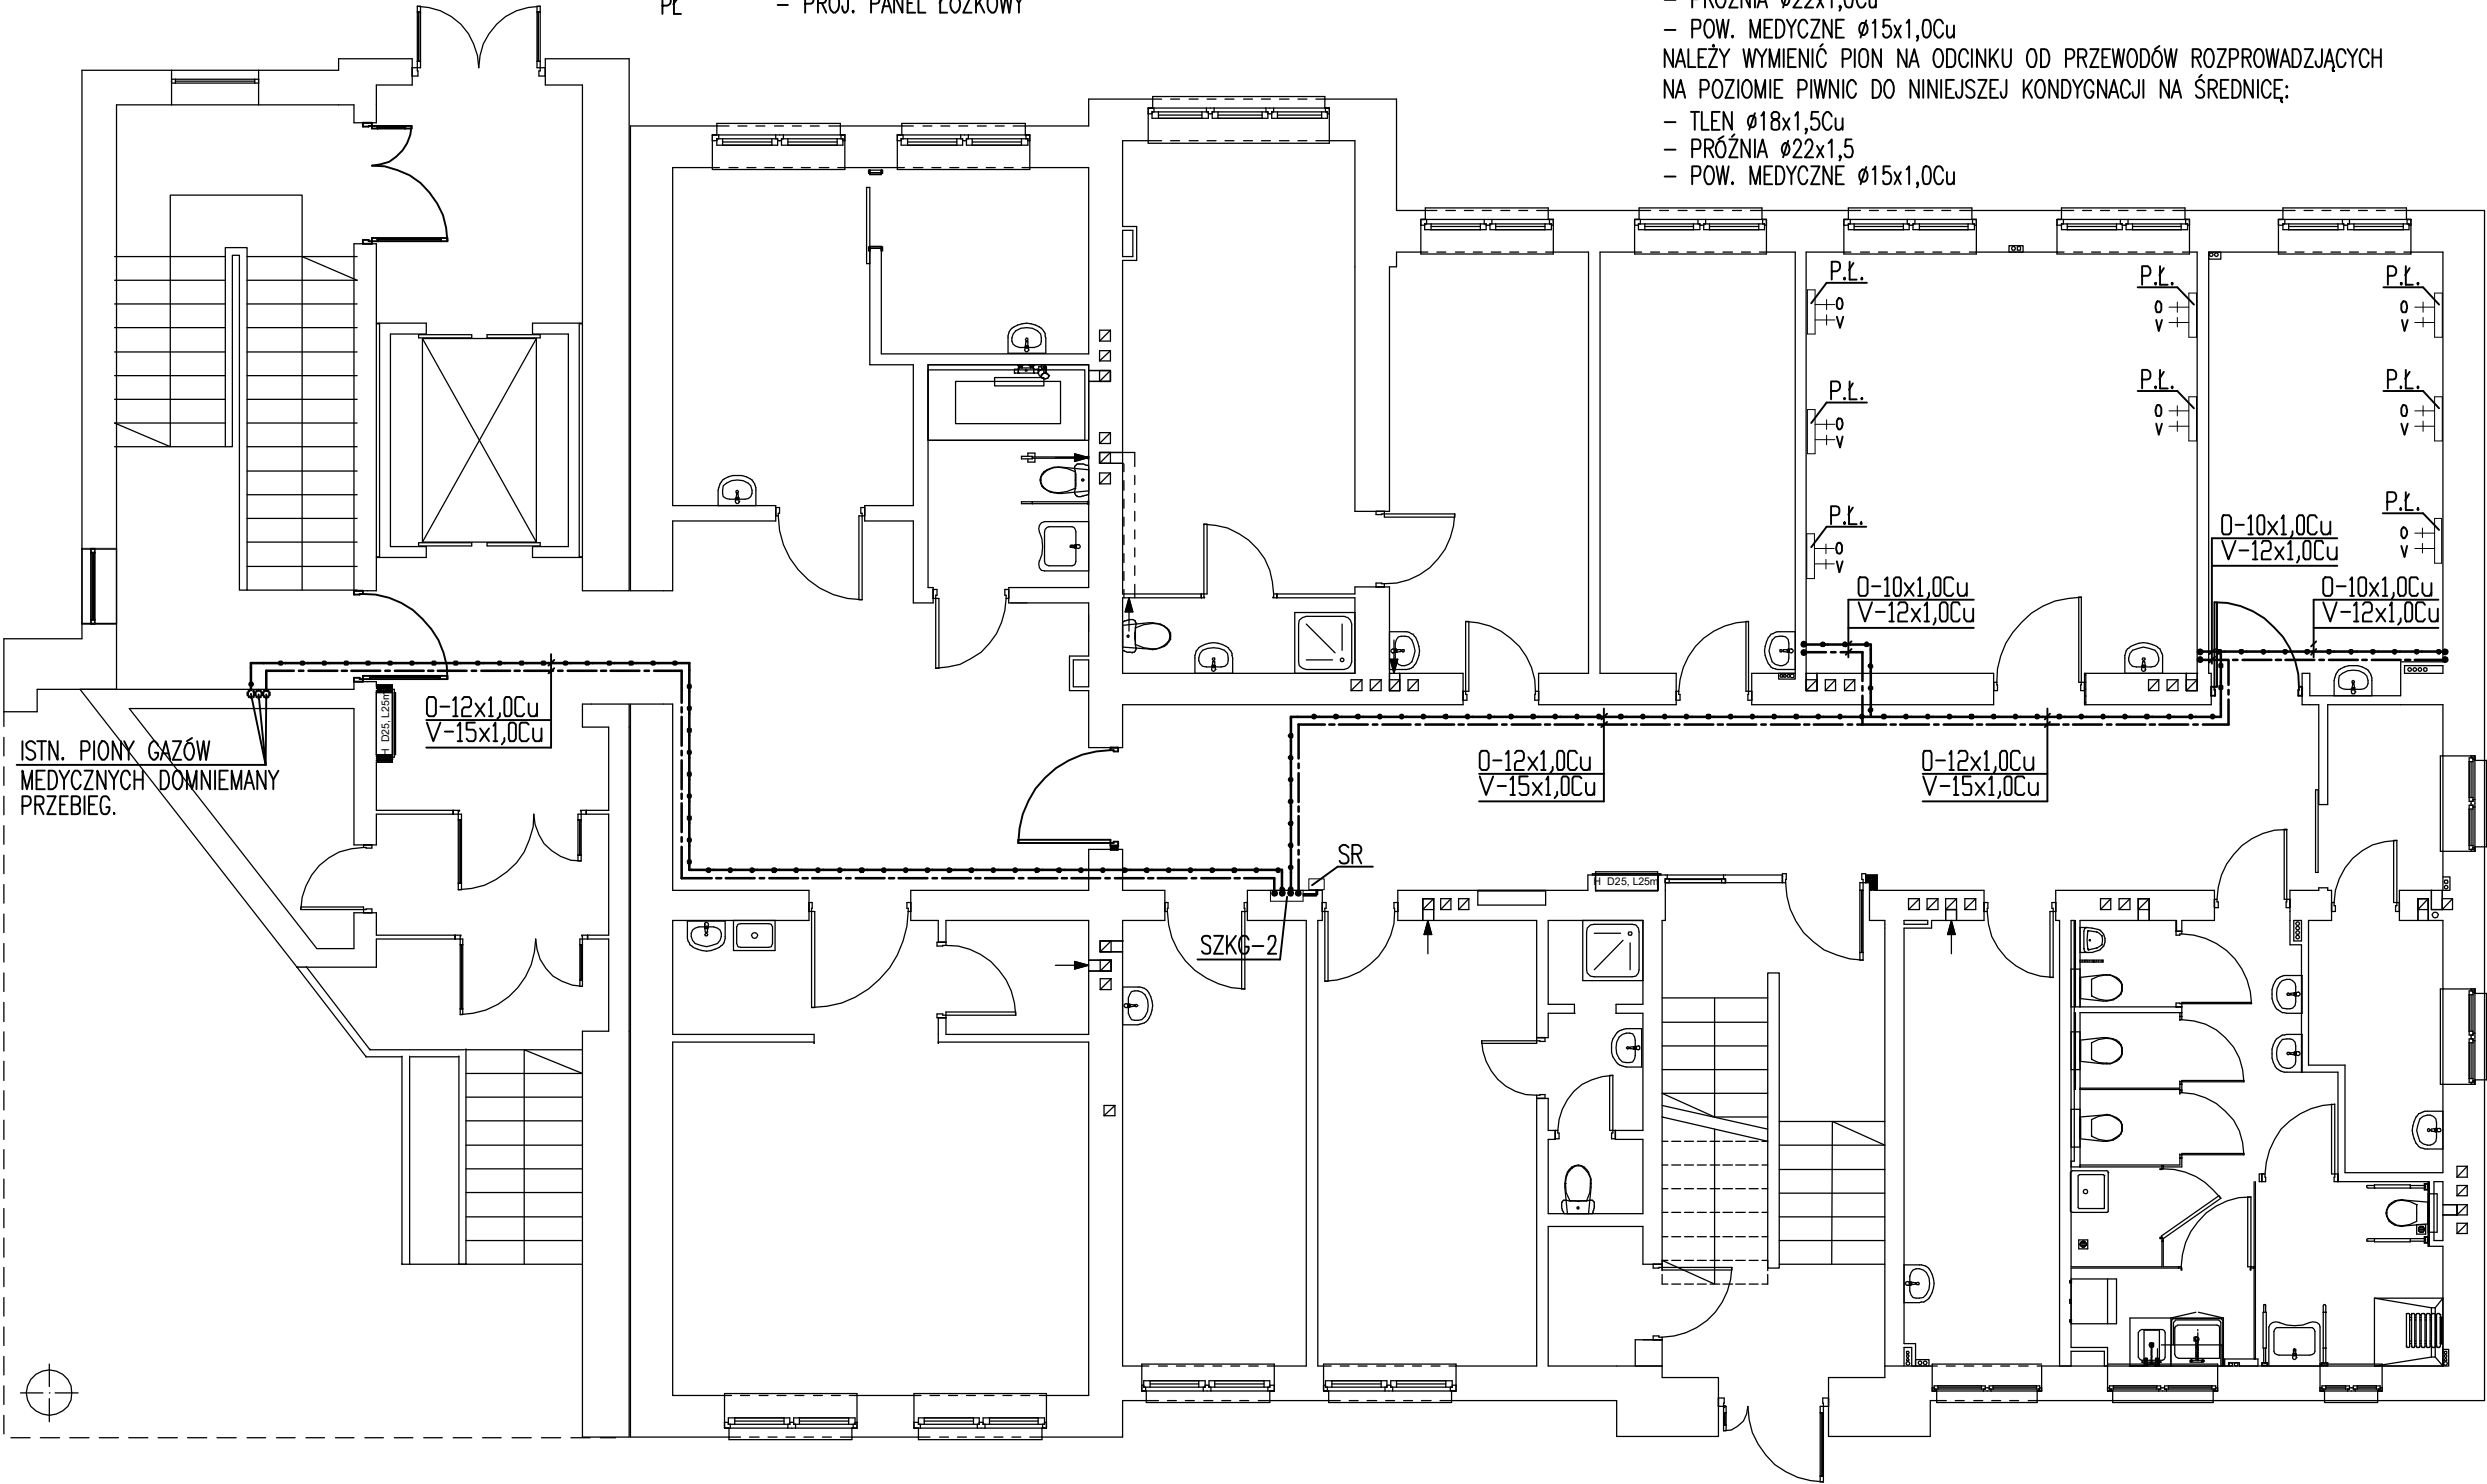 PŁ - PROJ. PANEL ŁÓŻKOWY
- PRÓŻNIA ø22x1,0Cu
- POW. MEDYCZNE ø15x1,0Cu
NALEŻY WYMIENIĆ PION NA ODCINKU OD PRZEWODÓW ROZPROWADZJĄCYCH
NA POZIOMIE PIWNIC DO NINIEJSZEJ KONDYGNACJI NA ŚREDNICĘ:
- TLEN ø18x1,5Cu
- PRÓŻNIA ø22x1,5
- POW. MEDYCZNE ø15x1,0Cu
P.Ł.
O
V
P.Ł.
O
V
P.Ł.
O
V
P.Ł.
O
V
P.Ł.
O
V
P.Ł.
O
V
P.Ł.
O
V
P.Ł.
O
V
O-10x1,0Cu
V-12x1,0Cu
O-10x1,0Cu
V-12x1,0Cu
O-10x1,0Cu
V-12x1,0Cu
O-12x1,0Cu
V-15x1,0Cu
H D25, L25m
ISTN. PIONY GAZÓW
MEDYCZNYCH DOMNIEMANY
PRZEBIEG.
O-12x1,0Cu
V-15x1,0Cu
O-12x1,0Cu
V-15x1,0Cu
SR
H D25, L25m
SZKG-2